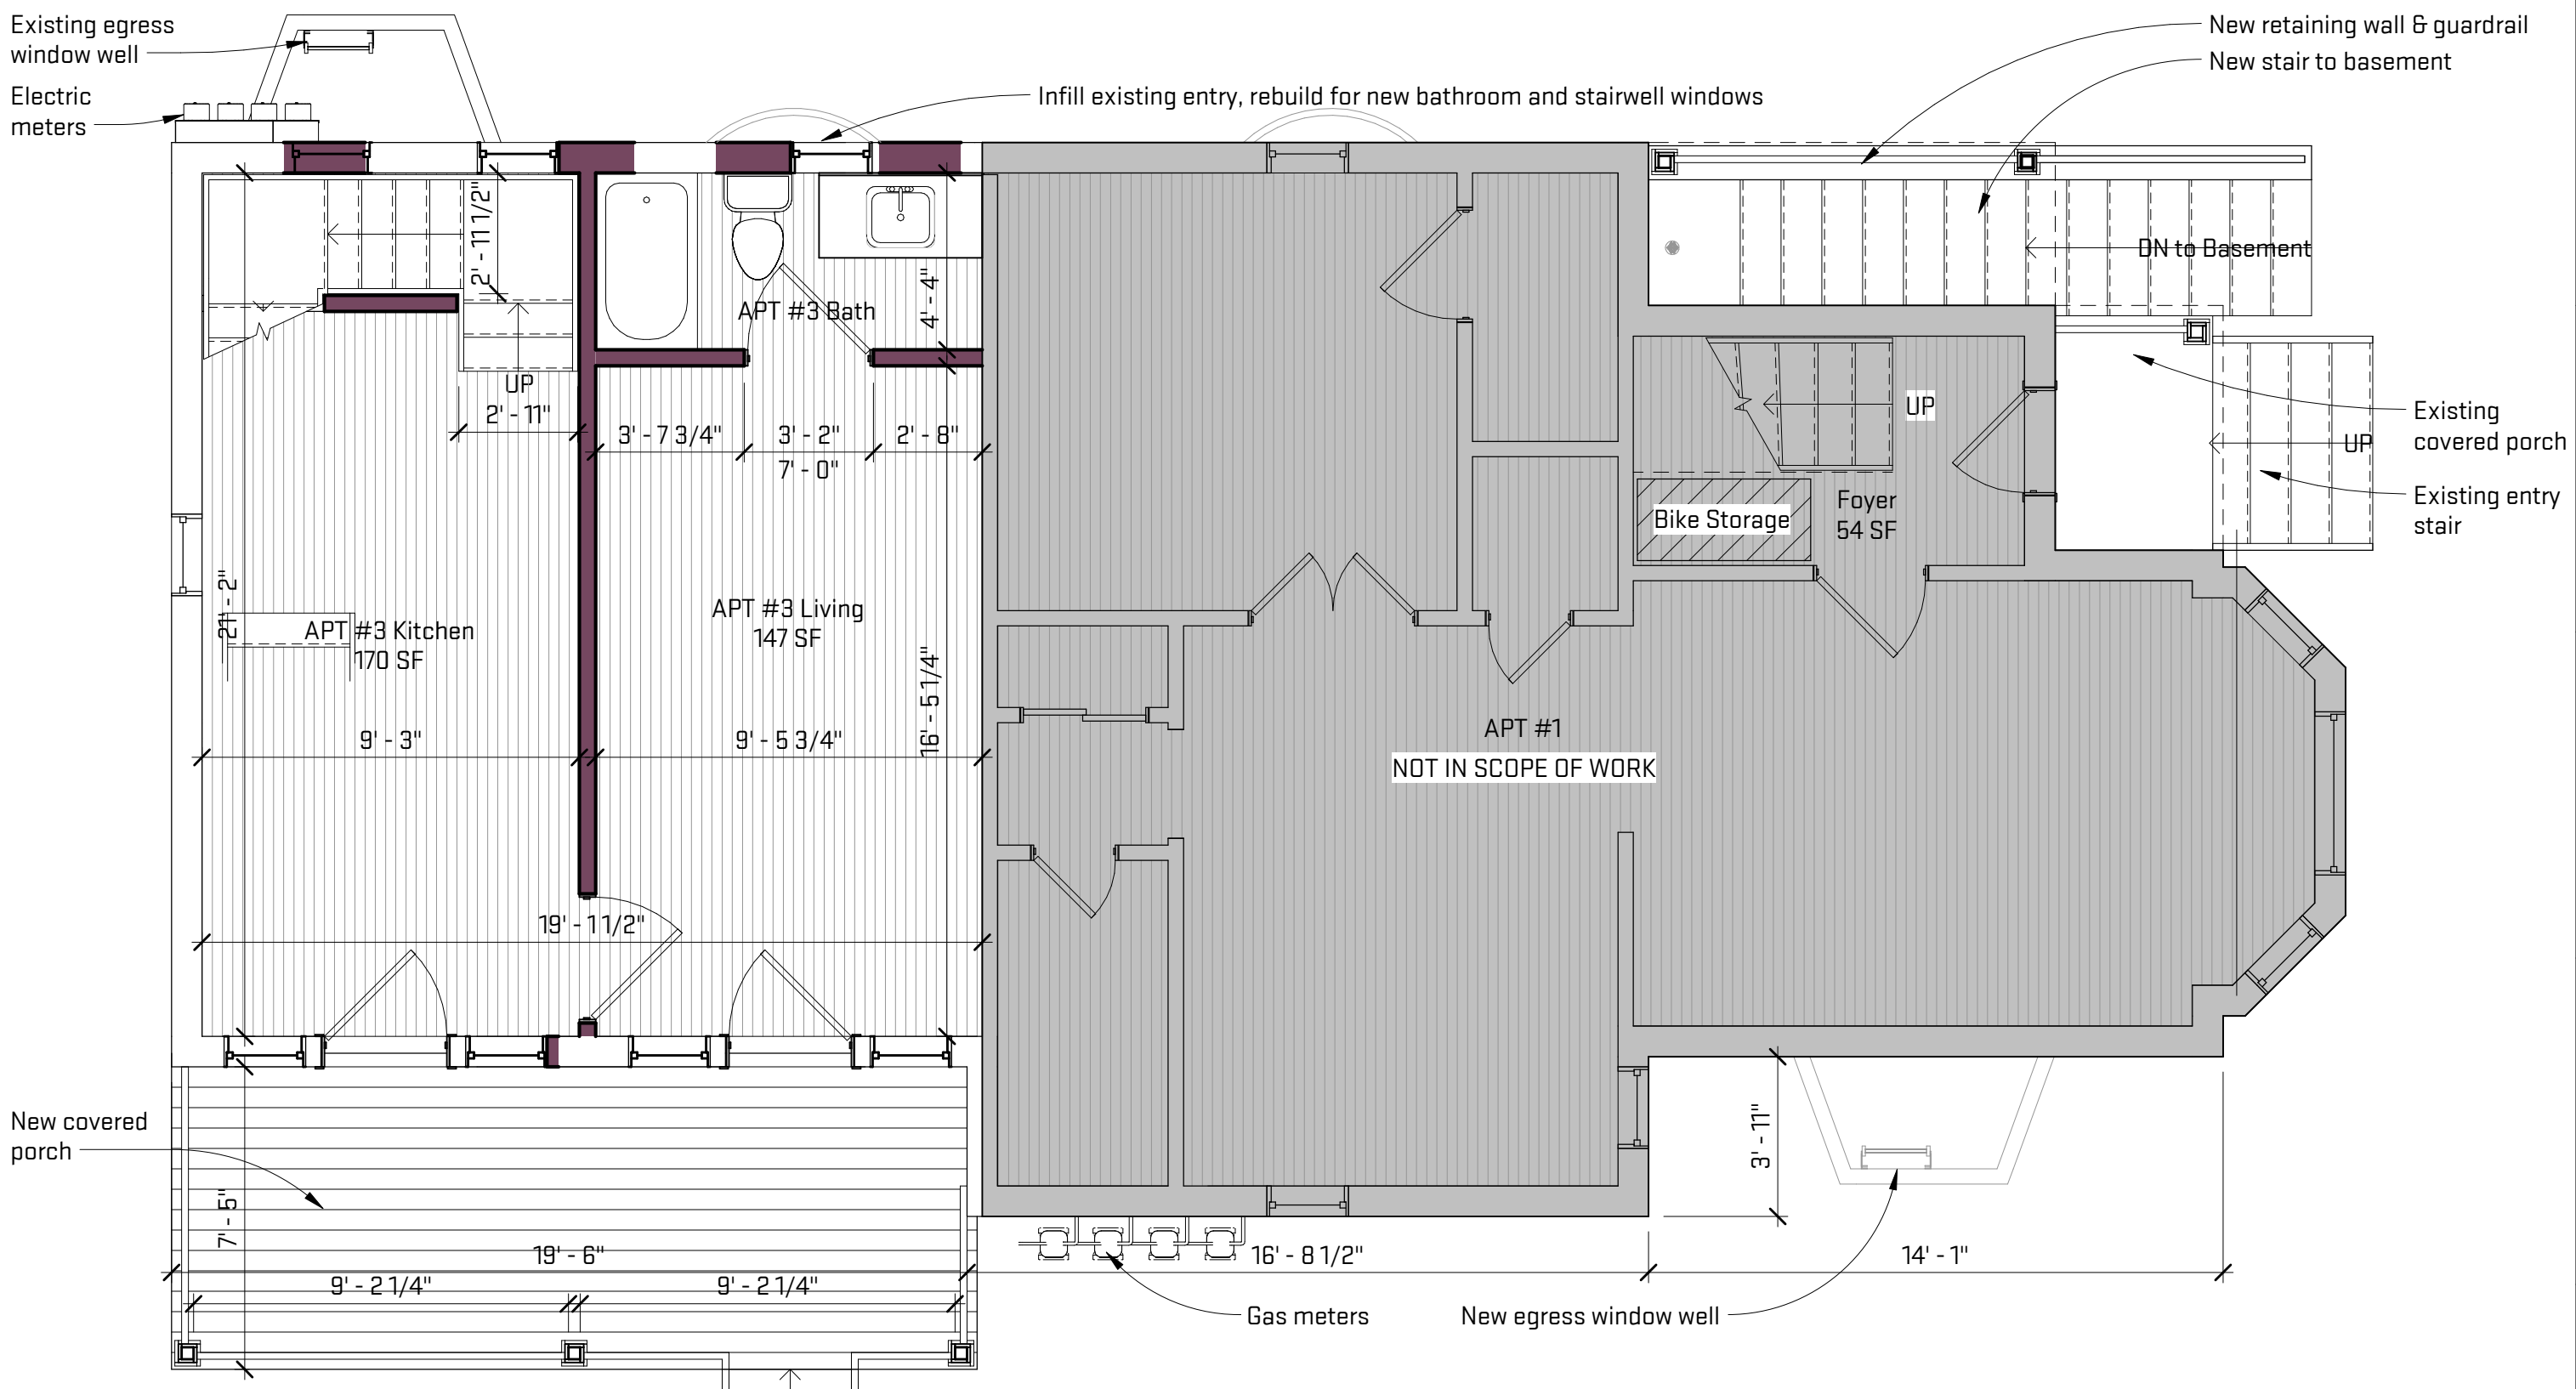 Existing egress
window well
Electric
meters
New retaining wall & guardrail
New stair to basement
Infill existing entry, rebuild for new bathroom and stairwell windows
2' - 11 1/2"
DN to Basement
APT #3 Bath
4' - 4"
UP
2' - 11"
3' - 7 3/4"
3' - 2"
2' - 8"
7' - 0"
UP
UP
Existing
covered porch
Bike Storage
Foyer
54 SF
Existing entry
stair
21' - 2"
APT #3 Kitchen
170 SF
APT #3 Living
147 SF
16' - 5 1/4"
9' - 3"
9' - 5 3/4"
APT #1
NOT IN SCOPE OF WORK
19' - 1 1/2"
New covered
porch
7' - 5"
3' - 11"
19' - 6"
16' - 8 1/2"
14' - 1"
9' - 2 1/4"
9' - 2 1/4"
Gas meters
New egress window well